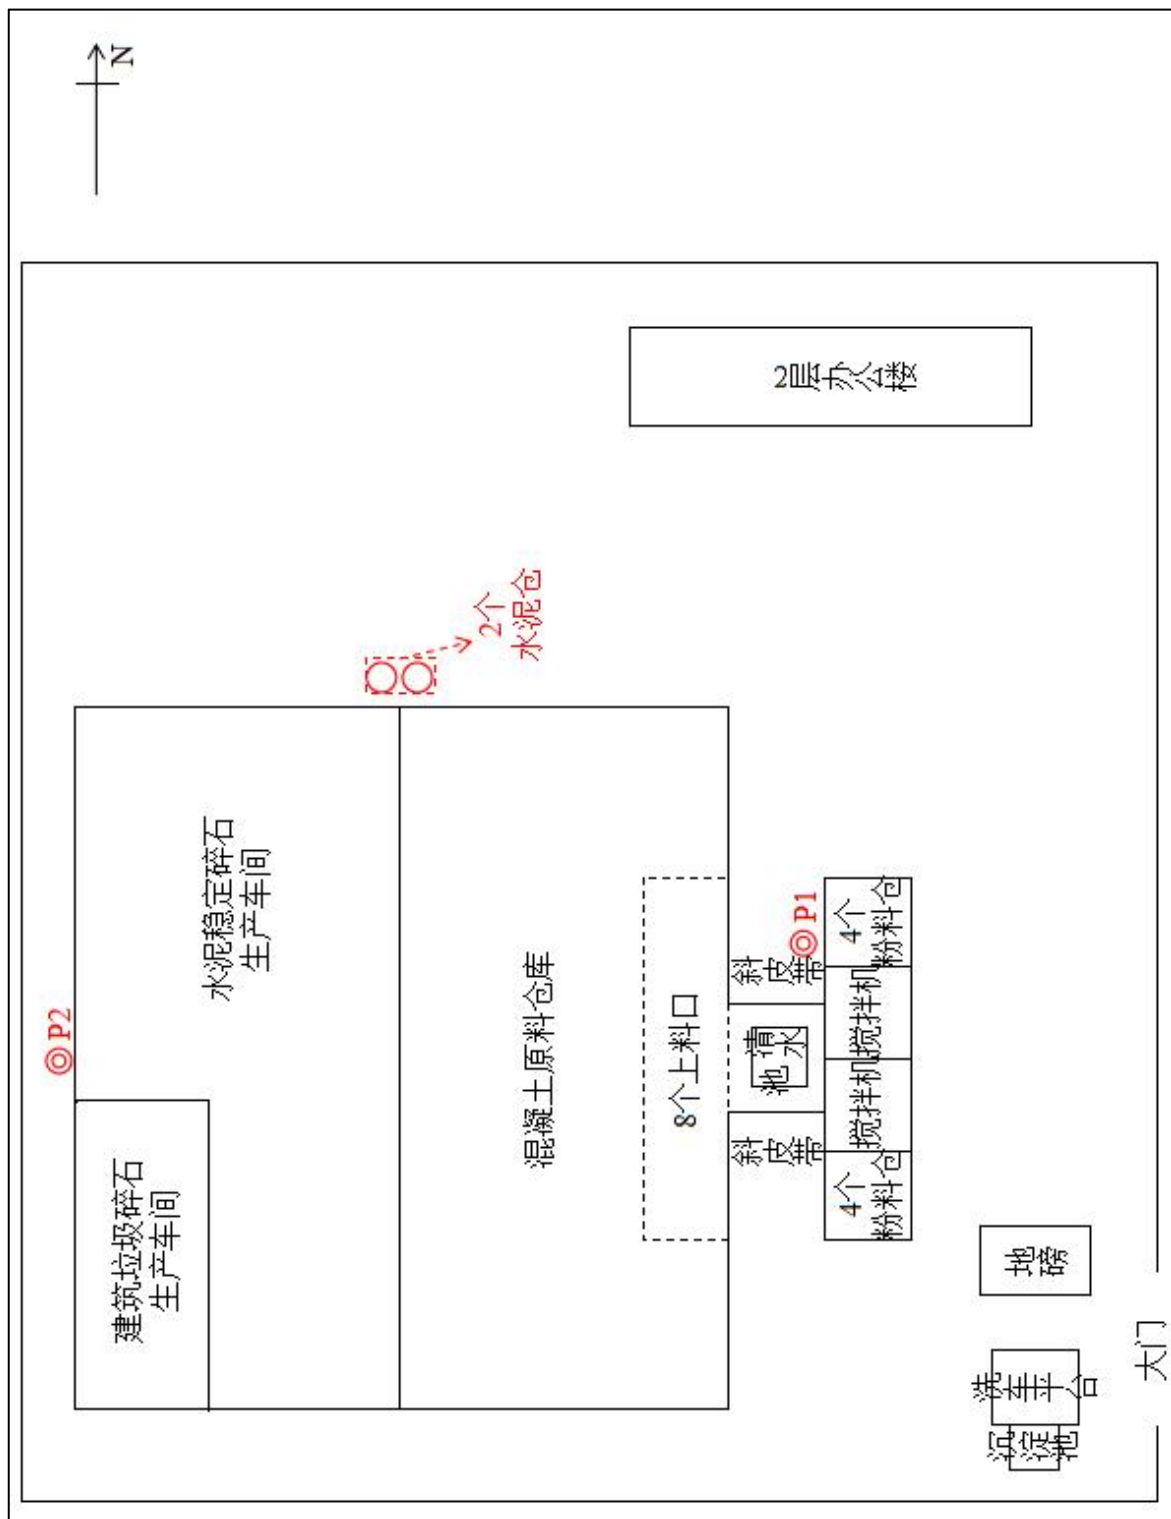 N
2层办公楼
2个
水泥仓
水泥稳定碎石
生产车间
P2
建筑垃圾碎石
生产车间
混凝土原料仓库
8个上料口
斜皮带
P1
4个
粉料仓
清水
池
搅拌机
搅拌机
斜皮带
4个
粉料仓
地磅
洗车平台
沉淀池
大门